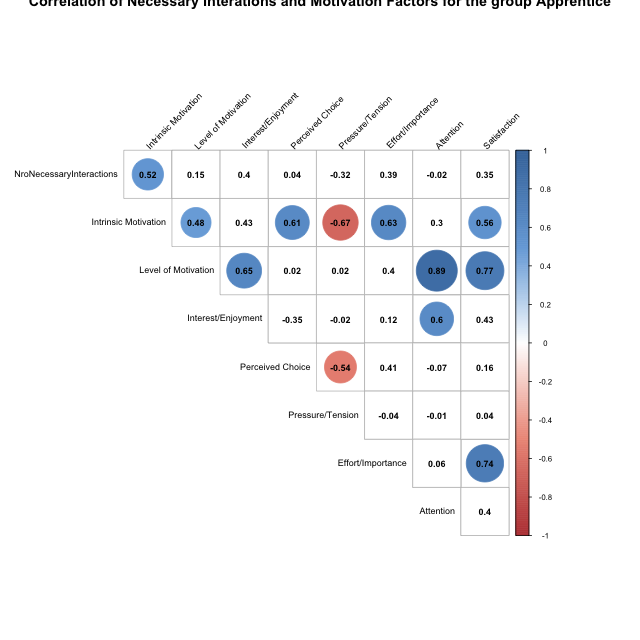 Correlation of Necessary Interations and Motivation Factors for the group Apprentice
Intrinsic Motivation
Level of Motivation
Interest/Enjoyment
Perceived Choice
Pressure/Tension
Effort/Importance
Attention
Satisfaction
NroNecessaryInteractions 0.52 0.15 0.4 0.04 -0.32 0.39 -0.02 0.35
Intrinsic Motivation 0.48 0.43 0.61 -0.67 0.63 0.3 0.56
Level of Motivation 0.65 0.02 0.02 0.4 0.89 0.77
Interest/Enjoyment -0.35 -0.02 0.12 0.6 0.43
Perceived Choice -0.54 0.41 -0.07 0.16
Pressure/Tension -0.04 -0.01 0.04
Effort/Importance 0.06 0.74
Attention 0.4
1
0.8
0.6
0.4
0.2
0
-0.2
-0.4
-0.6
-0.8
-1